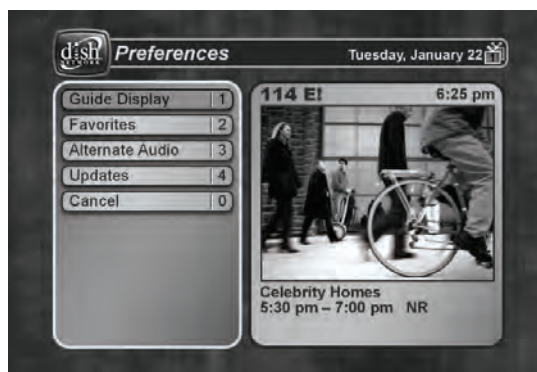 dish
NETWORK
Preferences
Tuesday, January 22
Guide Display 1
Favorites 2
Alternate Audio 3
Updates 4
Cancel 0
114 E! 6:25 pm
Celebrity Homes
5:30 pm – 7:00 pm NR